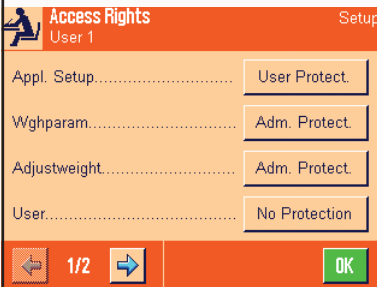 Access Rights Setup
User 1
Appl. Setup............................ User Protect.
Wghparam........................... Adm. Protect.
Adjustweight........................... Adm. Protect.
User...................................... No Protection
1/2 OK